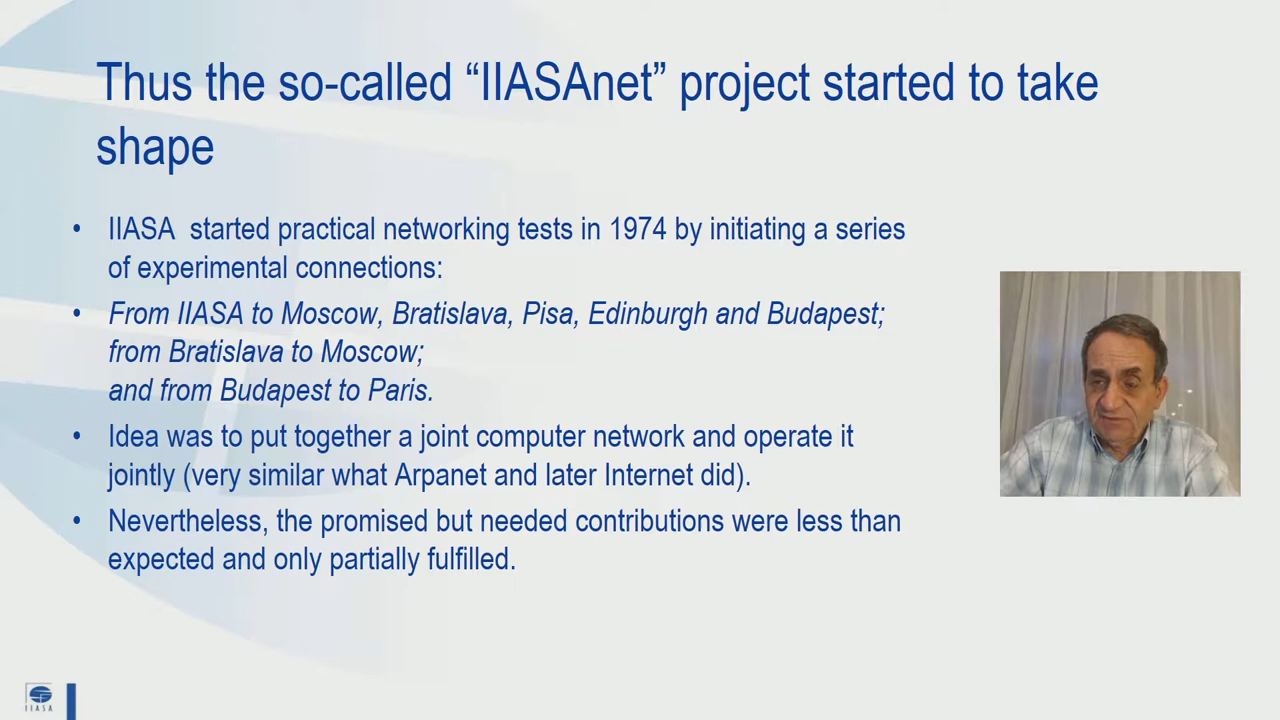 Thus the so-called “IIASAnet” project started to take
shape
• IIASA  started practical networking tests in 1974 by initiating a series
of experimental connections:
• From IIASA to Moscow, Bratislava, Pisa, Edinburgh and Budapest;
from Bratislava to Moscow;
and from Budapest to Paris.
• Idea was to put together a joint computer network and operate it
jointly (very similar what Arpanet and later Internet did).
• Nevertheless, the promised but needed contributions were less than
expected and only partially fulfilled.
IIASA